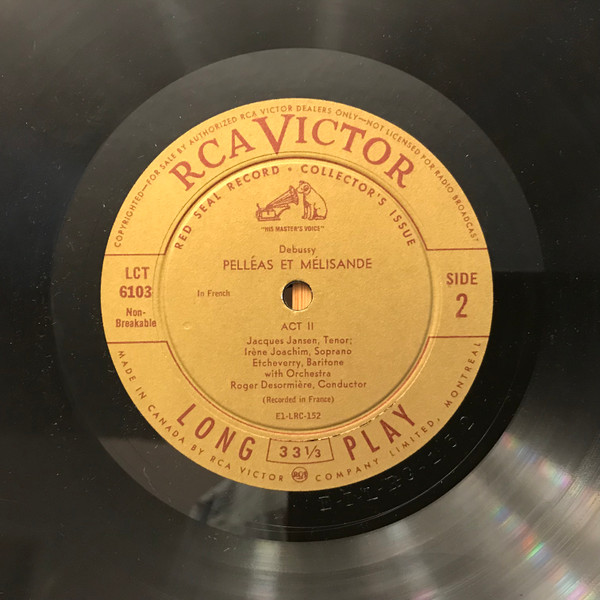 COPYRIGHTED—FOR SALE BY AUTHORIZED RCA VICTOR DEALERS ONLY—NOT LICENSED FOR RADIO BROADCAST
RCA VICTOR
RED SEAL RECORD • COLLECTOR'S ISSUE
"HIS MASTER'S VOICE"
Debussy
PELLÉAS ET MÉLISANDE
LCT
6103
Non-
Breakable
In French
SIDE
2
ACT II
Jacques Jansen, Tenor;
Irène Joachim, Soprano
Etcheverry, Baritone
with Orchestra
Roger Desormière, Conductor
(Recorded in France)
E1-LRC-152
LONG 33 1/3 PLAY
MADE IN CANADA BY RCA VICTOR COMPANY LIMITED, MONTREAL